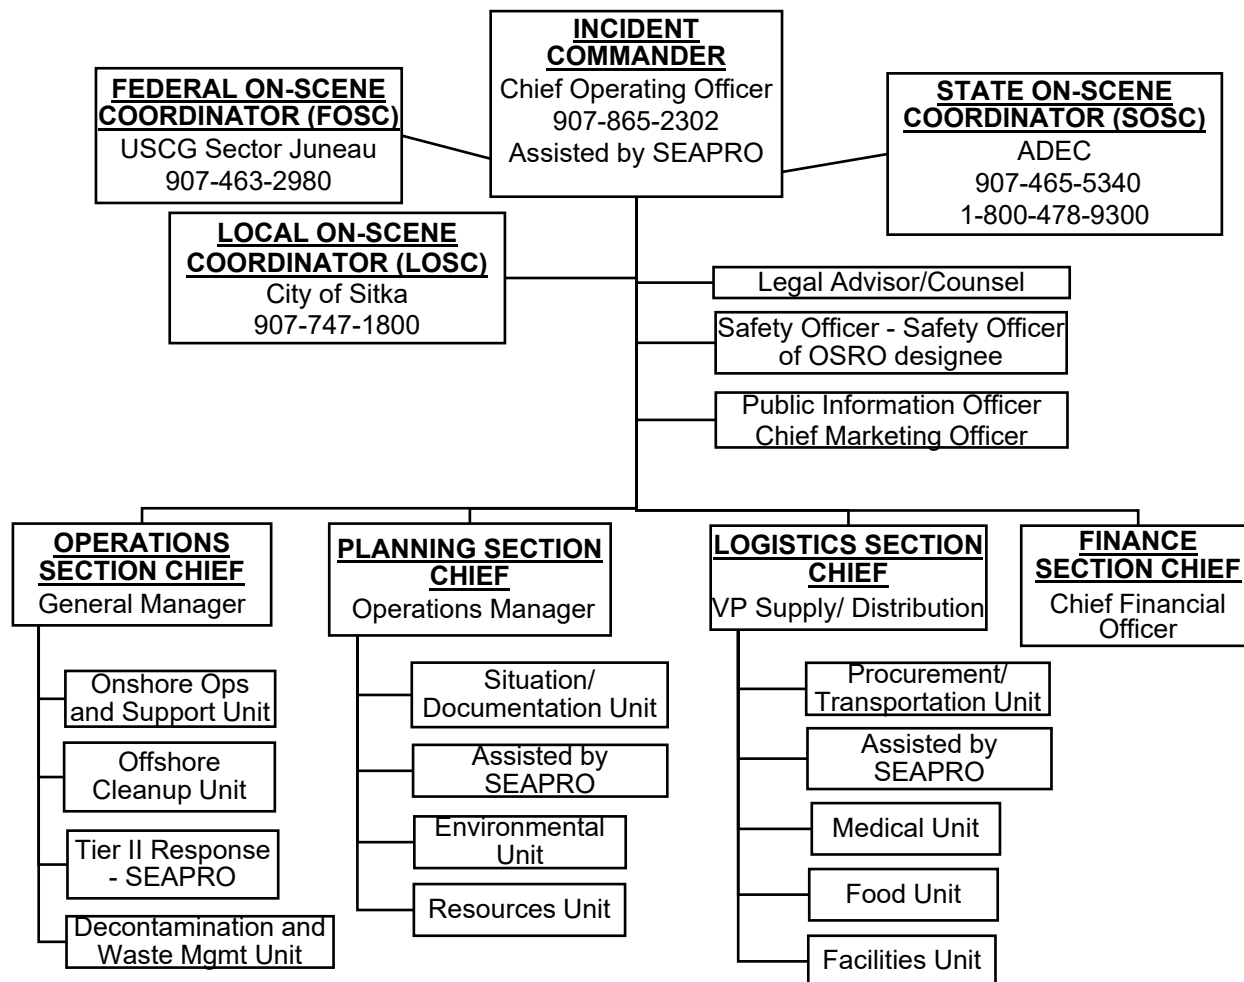 INCIDENT
COMMANDER
Chief Operating Officer
907-865-2302
Assisted by SEAPRO
FEDERAL ON-SCENE
COORDINATOR (FOSC)
USCG Sector Juneau
907-463-2980
STATE ON-SCENE
COORDINATOR (SOSC)
ADEC
907-465-5340
1-800-478-9300
LOCAL ON-SCENE
COORDINATOR (LOSC)
City of Sitka
907-747-1800
Legal Advisor/Counsel
Safety Officer - Safety Officer
of OSRO designee
Public Information Officer
Chief Marketing Officer
OPERATIONS
SECTION CHIEF
General Manager
Onshore Ops
and Support Unit
Offshore
Cleanup Unit
Tier II Response
- SEAPRO
Decontamination and
Waste Mgmt Unit
PLANNING SECTION
CHIEF
Operations Manager
Situation/
Documentation Unit
Assisted by
SEAPRO
Environmental
Unit
Resources Unit
LOGISTICS SECTION
CHIEF
VP Supply/ Distribution
Procurement/
Transportation Unit
Assisted by
SEAPRO
Medical Unit
Food Unit
Facilities Unit
FINANCE
SECTION CHIEF
Chief Financial
Officer